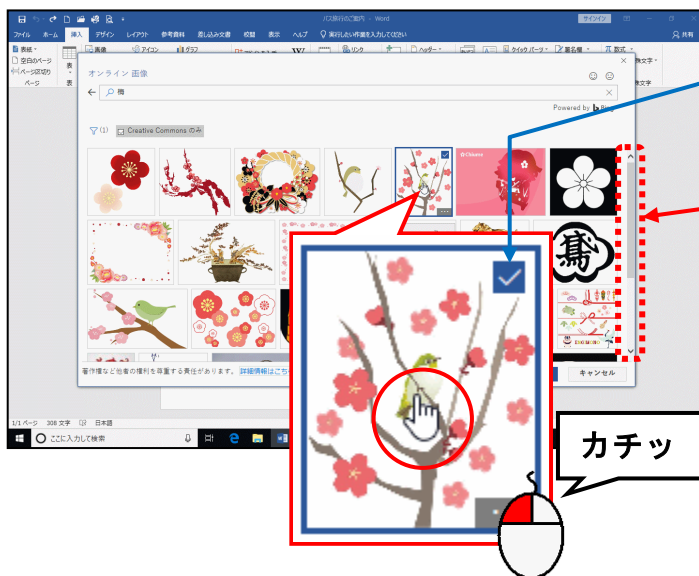 バス旅行のご案内 - Word
サインイン
ファイル ホーム 挿入 デザイン レイアウト 参考資料 差し込み文書 校閲 表示 ヘルプ 実行したい作業を入力してください
共有
表紙
空白のページ
ページ区切り
ページ
表
表
画像
アイコン
グラフ
リンク
ヘッダー
クイック パーツ
署名欄
数式
殊文字
殊文字
オンライン 画像
梅
Powered by
(1) Creative Commons のみ
著作権など他者の権利を尊重する責任があります。
キャンセル
1/1 ページ 308 文字 日本語
ここに入力して検索
カチッ